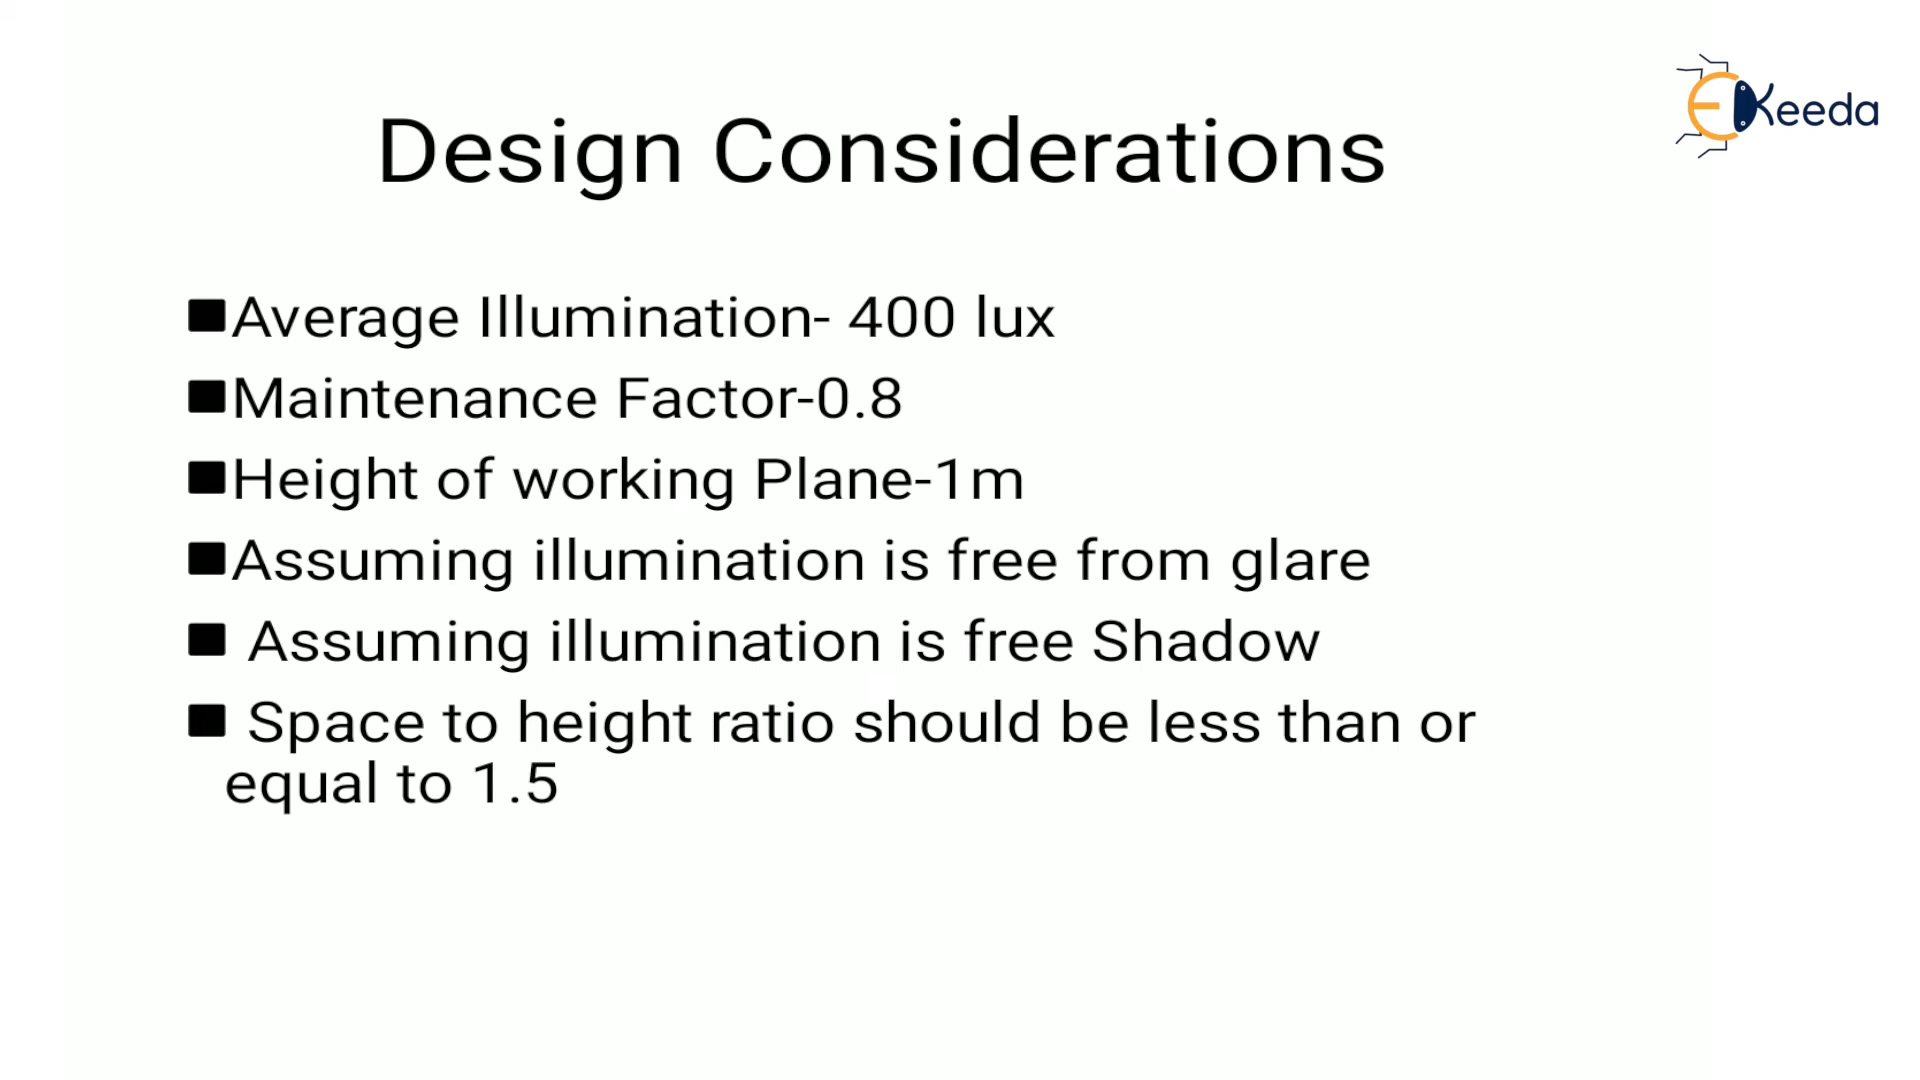 EKeeda
Design Considerations
■Average Illumination- 400 lux
■Maintenance Factor-0.8
■Height of working Plane-1m
■Assuming illumination is free from glare
■ Assuming illumination is free Shadow
■ Space to height ratio should be less than or
equal to 1.5